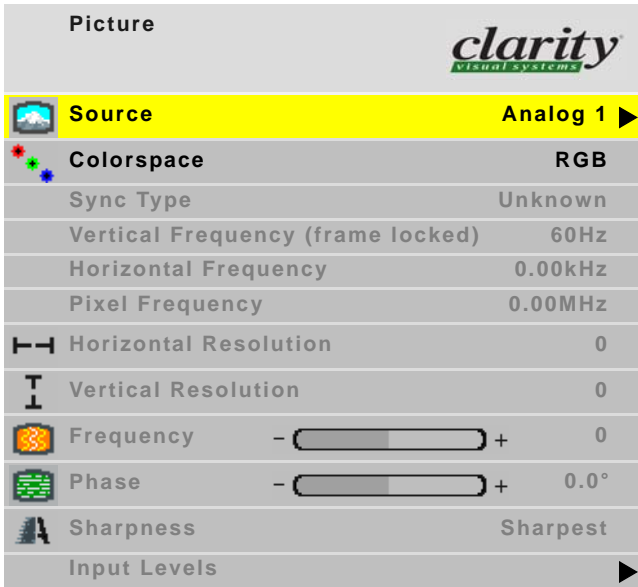 Picture
clarity
visual systems
Source Analog 1
Colorspace RGB
Sync Type Unknown
Vertical Frequency (frame locked) 60Hz
Horizontal Frequency 0.00kHz
Pixel Frequency 0.00MHz
Horizontal Resolution 0
Vertical Resolution 0
Frequency - + 0
Phase - + 0.0°
Sharpness Sharpest
Input Levels